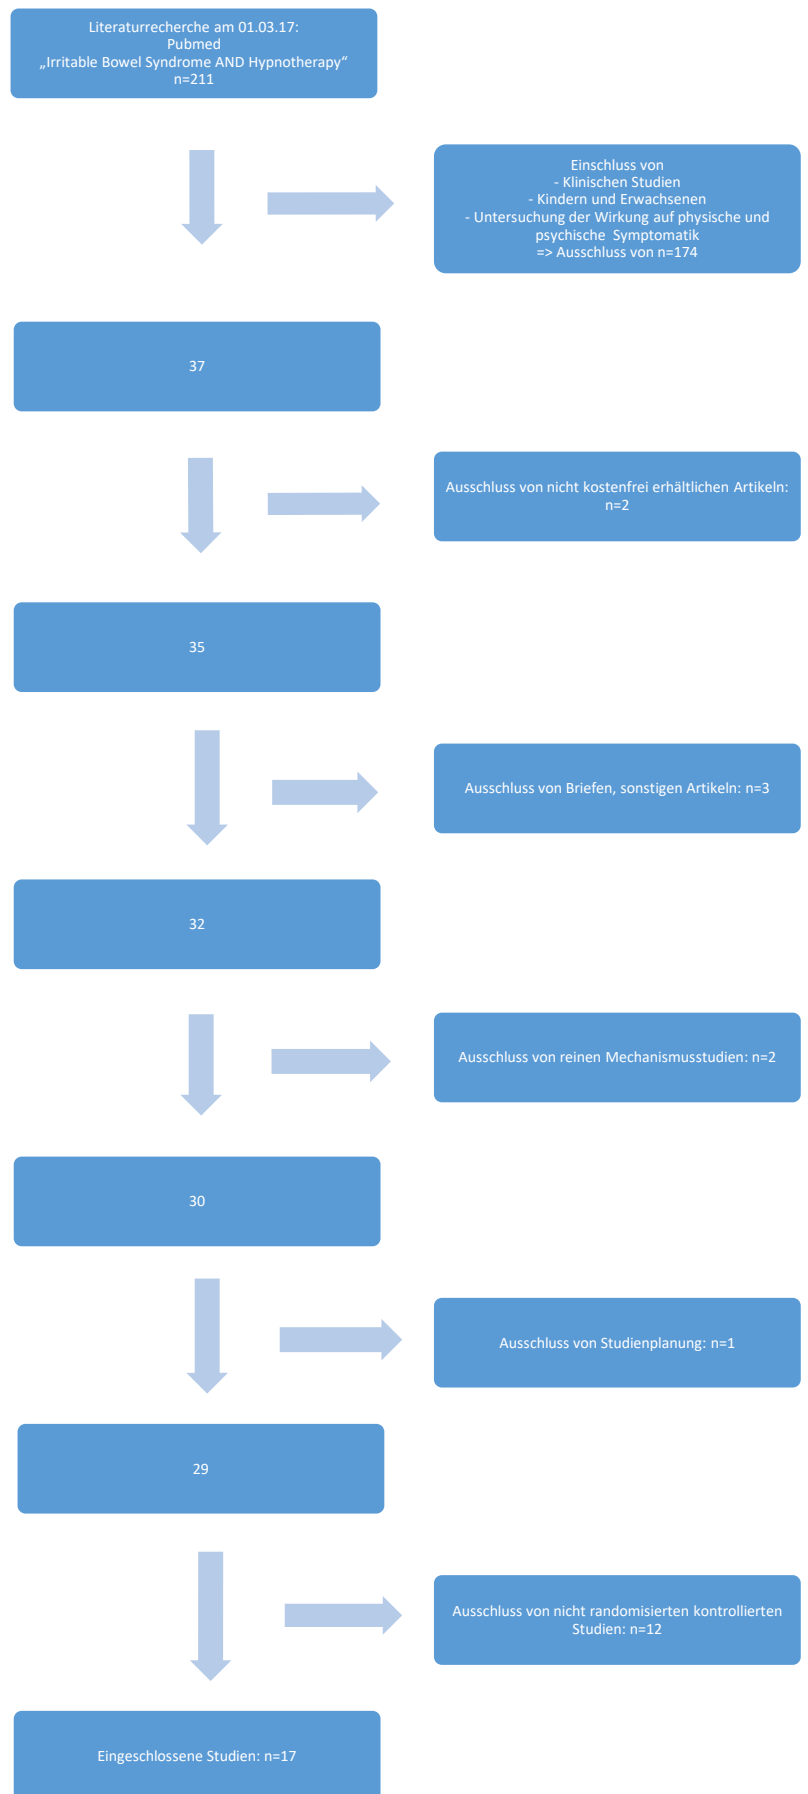 Literaturrecherche am 01.03.17:
Pubmed
„Irritable Bowel Syndrome AND Hypnotherapy“
n=211
Einschluss von
- Klinischen Studien
- Kindern und Erwachsenen
- Untersuchung der Wirkung auf physische und
psychische Symptomatik
=> Ausschluss von n=174
37
Ausschluss von nicht kostenfrei erhältlichen Artikeln:
n=2
35
Ausschluss von Briefen, sonstigen Artikeln: n=3
32
Ausschluss von reinen Mechanismusstudien: n=2
30
Ausschluss von Studienplanung: n=1
29
Ausschluss von nicht randomisierten kontrollierten
Studien: n=12
Eingeschlossene Studien: n=17